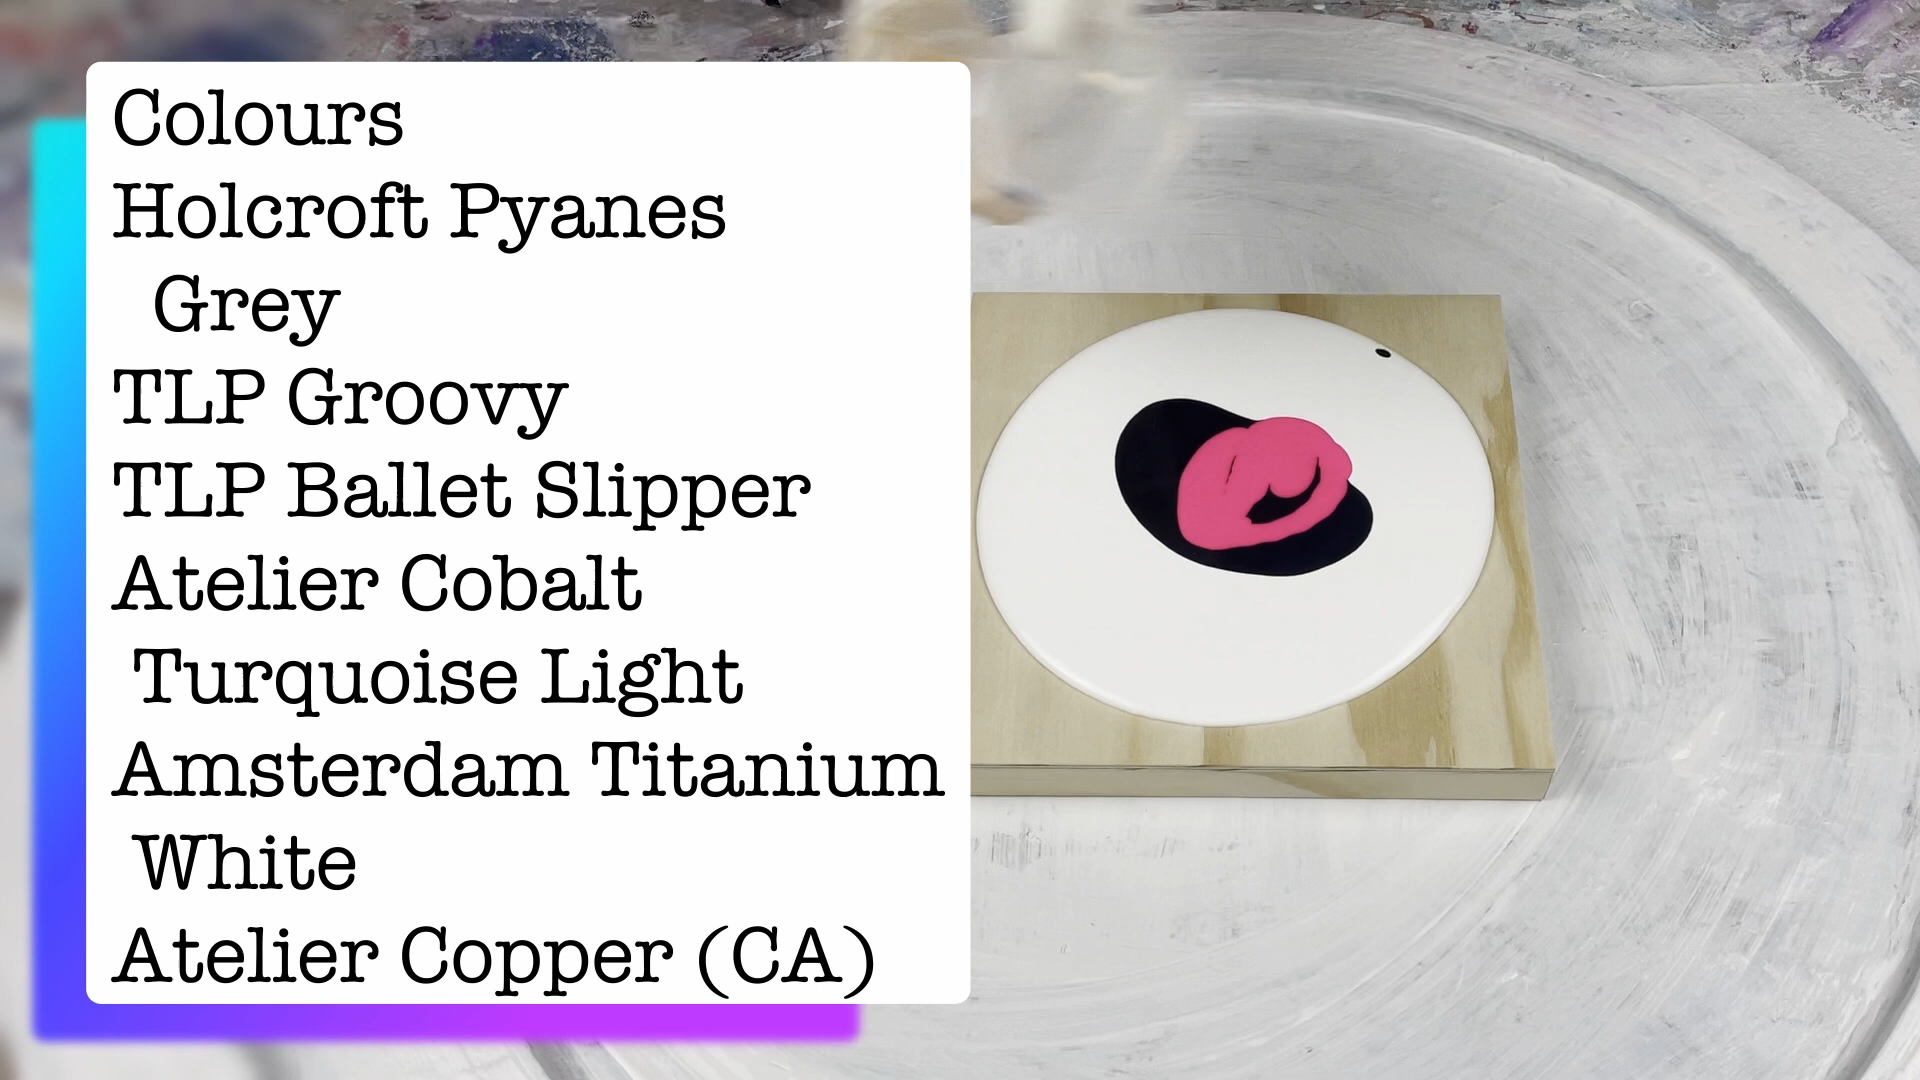 Colours
Holcroft Pyanes
Grey
TLP Groovy
TLP Ballet Slipper
Atelier Cobalt
Turquoise Light
Amsterdam Titanium
White
Atelier Copper (CA)